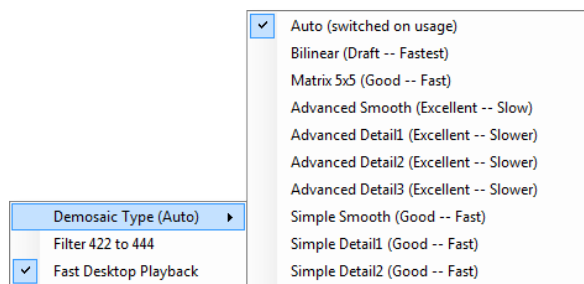 Auto (switched on usage)
Bilinear (Draft -- Fastest)
Matrix 5x5 (Good -- Fast)
Advanced Smooth (Excellent -- Slow)
Advanced Detail1 (Excellent -- Slower)
Advanced Detail2 (Excellent -- Slower)
Advanced Detail3 (Excellent -- Slower)
Demosaic Type (Auto)
Simple Smooth (Good -- Fast)
Filter 422 to 444
Simple Detail1 (Good -- Fast)
Fast Desktop Playback
Simple Detail2 (Good -- Fast)